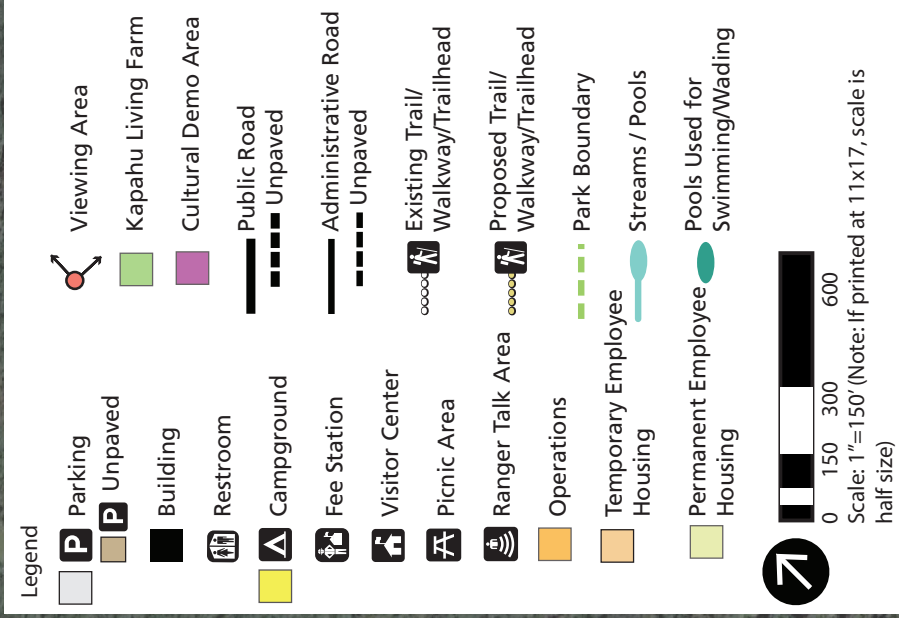 Legend
P
Parking
P
Unpaved
Building
Restroom
Campground
Fee Station
Visitor Center
Picnic Area
Ranger Talk Area
Operations
Temporary Employee
Housing
Permanent Employee
Housing
Viewing Area
Kapahu Living Farm
Cultural Demo Area
Public Road
Unpaved
Administrative Road
Unpaved
Existing Trail/
Walkway/Trailhead
Proposed Trail/
Walkway/Trailhead
Park Boundary
Streams / Pools
Pools Used for
Swimming/Wading
0 150 300 600
Scale: 1"=150' (Note: If printed at 11x17, scale is
half size)